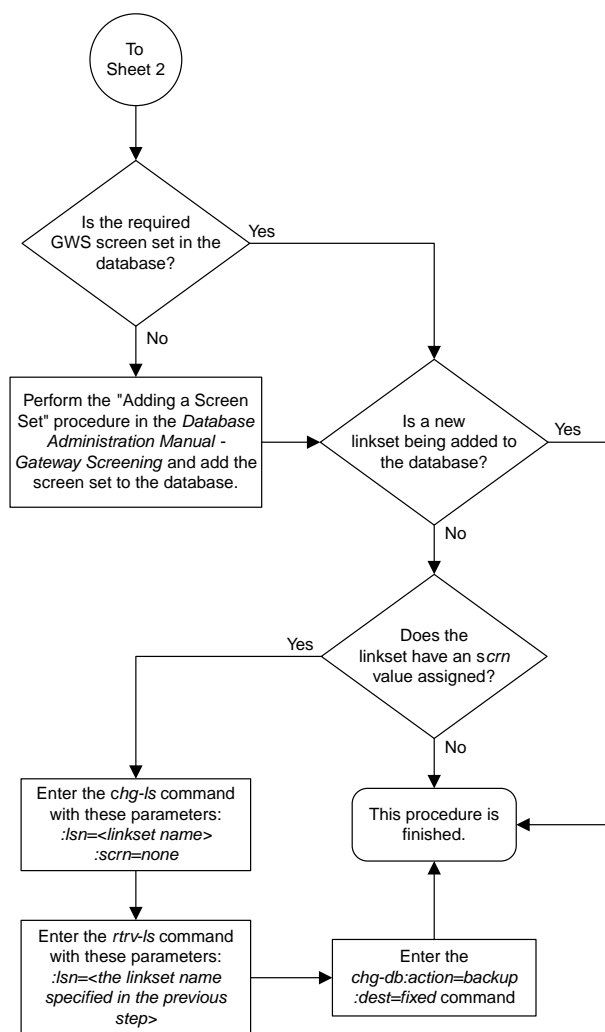 To
Sheet 2
Is the required
GWS screen set in the
database?
Yes
No
Perform the "Adding a Screen
Set" procedure in the Database
Administration Manual -
Gateway Screening and add the
screen set to the database.
Is a new
linkset being added to
the database?
Yes
No
Does the
linkset have an scrn
value assigned?
Yes
No
Enter the chg-ls command
with these parameters:
:lsn=<linkset name>
:scrn=none
This procedure is
finished.
Enter the rtrv-ls command
with these parameters:
:lsn=<the linkset name
specified in the previous
step>
Enter the
chg-db:action=backup
:dest=fixed command